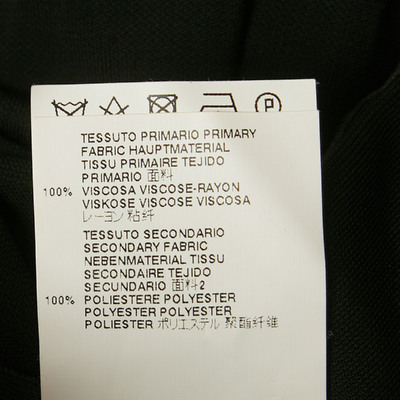 P
TESSUTO PRIMARIO PRIMARY
FABRIC HAUPTMATERIAL
TISSU PRIMAIRE TEJIDO
PRIMARIO 面料
100% VISCOSA VISCOSE-RAYON
VISKOSE VISCOSE VISCOSA
レーヨン 粘纤
TESSUTO SECONDARIO
SECONDARY FABRIC
NEBENMATERIAL TISSU
SECONDAIRE TEJIDO
SECUNDARIO 面料2
100% POLIESTERE POLYESTER
POLYESTER POLYESTER
POLIESTER ポリエステル 聚酯纤维